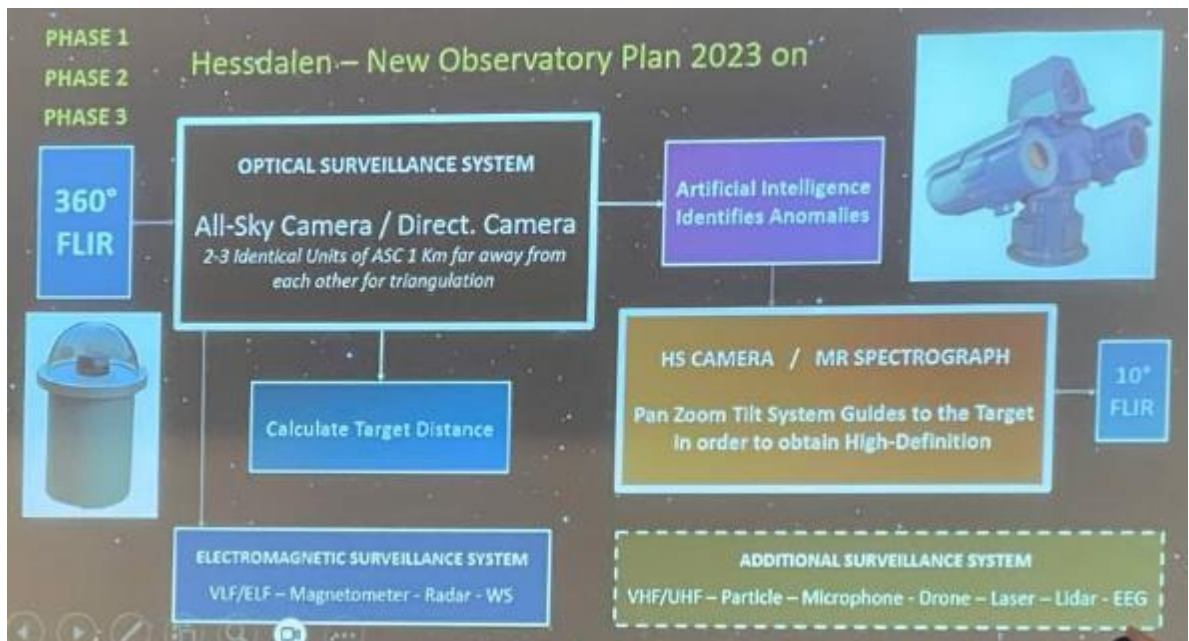 PHASE 1
PHASE 2
PHASE 3
Hessdalen – New Observatory Plan 2023 on
360°
FLIR
OPTICAL SURVEILLANCE SYSTEM
All-Sky Camera / Direct. Camera
2-3 Identical Units of ASC 1 Km far away from
each other for triangulation
Artificial Intelligence
Identifies Anomalies
Calculate Target Distance
HS CAMERA / MR SPECTROGRAPH
Pan Zoom Tilt System Guides to the Target
in order to obtain High-Definition
10°
FLIR
ELECTROMAGNETIC SURVEILLANCE SYSTEM
VLF/ELF – Magnetometer - Radar - WS
ADDITIONAL SURVEILLANCE SYSTEM
VHF/UHF – Particle – Microphone - Drone – Laser – Lidar - EEG